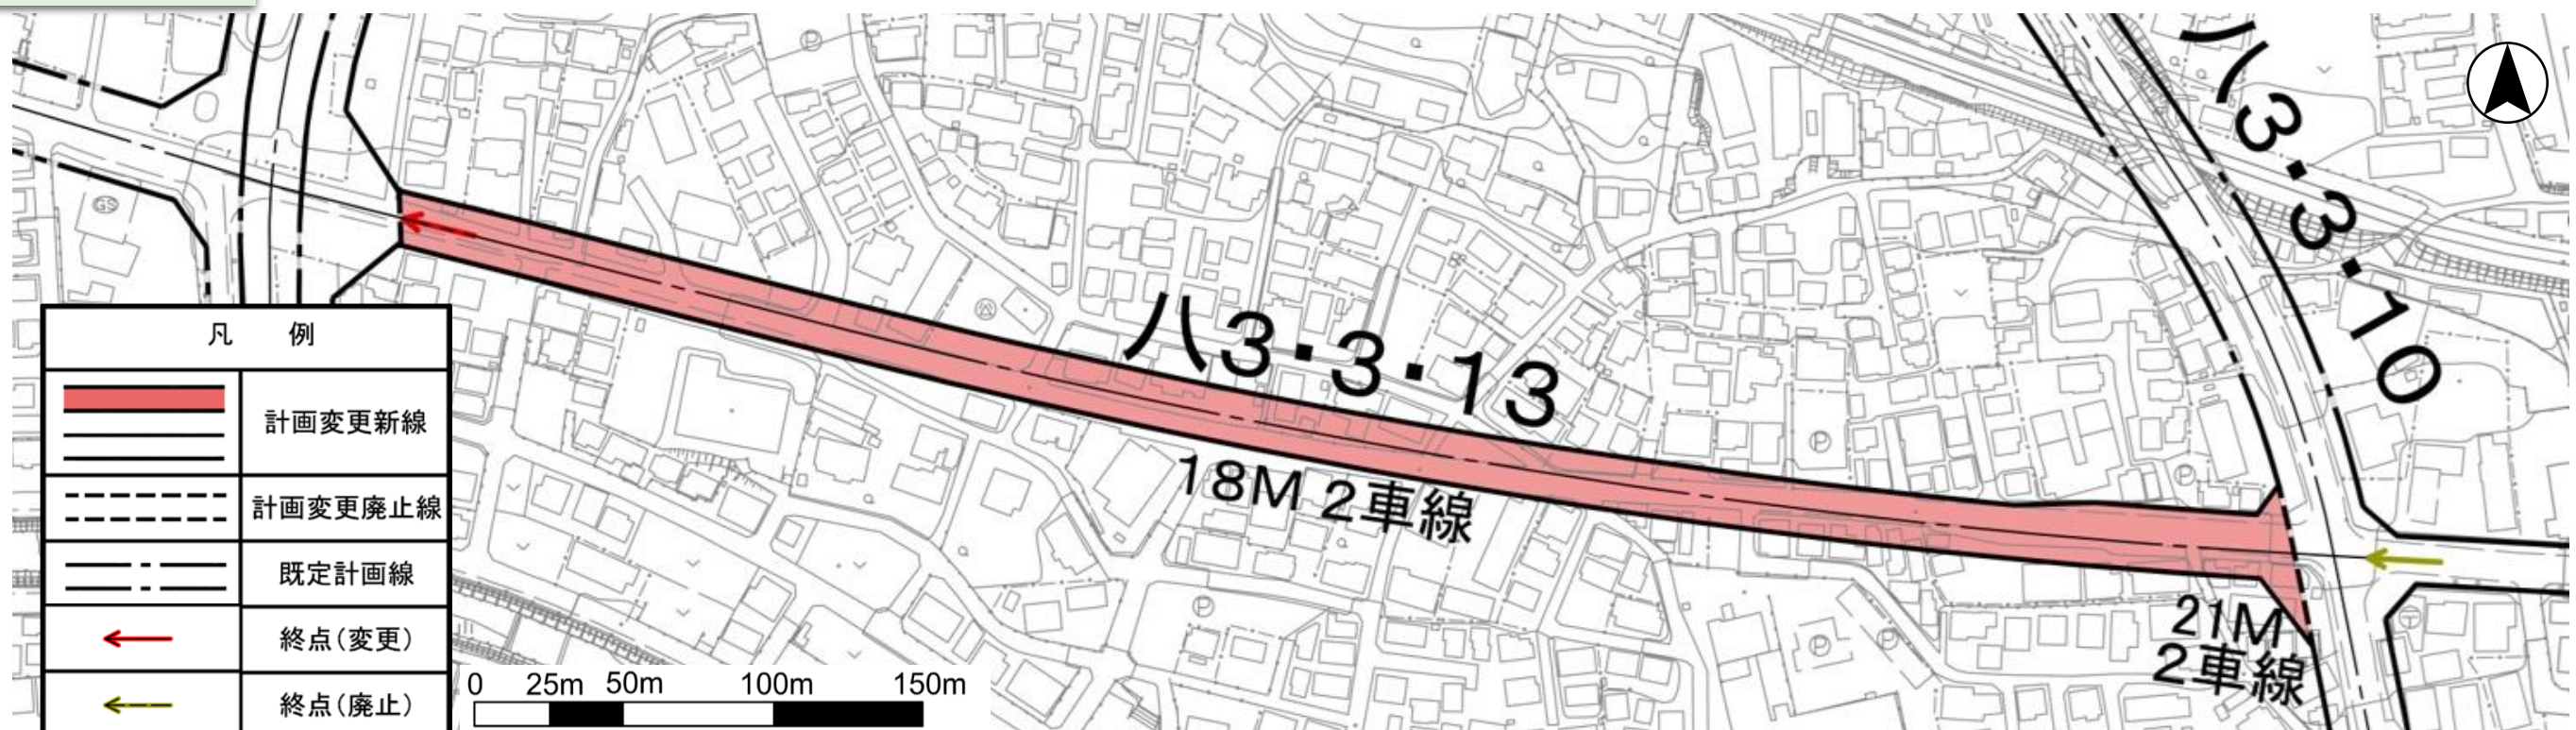 八3・3・10
八3・3・13
18M 2車線
21M
2車線
GS
凡 例
計画変更新線
計画変更廃止線
既定計画線
終点(変更)
終点(廃止)
0 25m 50m 100m 150m
P
P
P
P
P
P